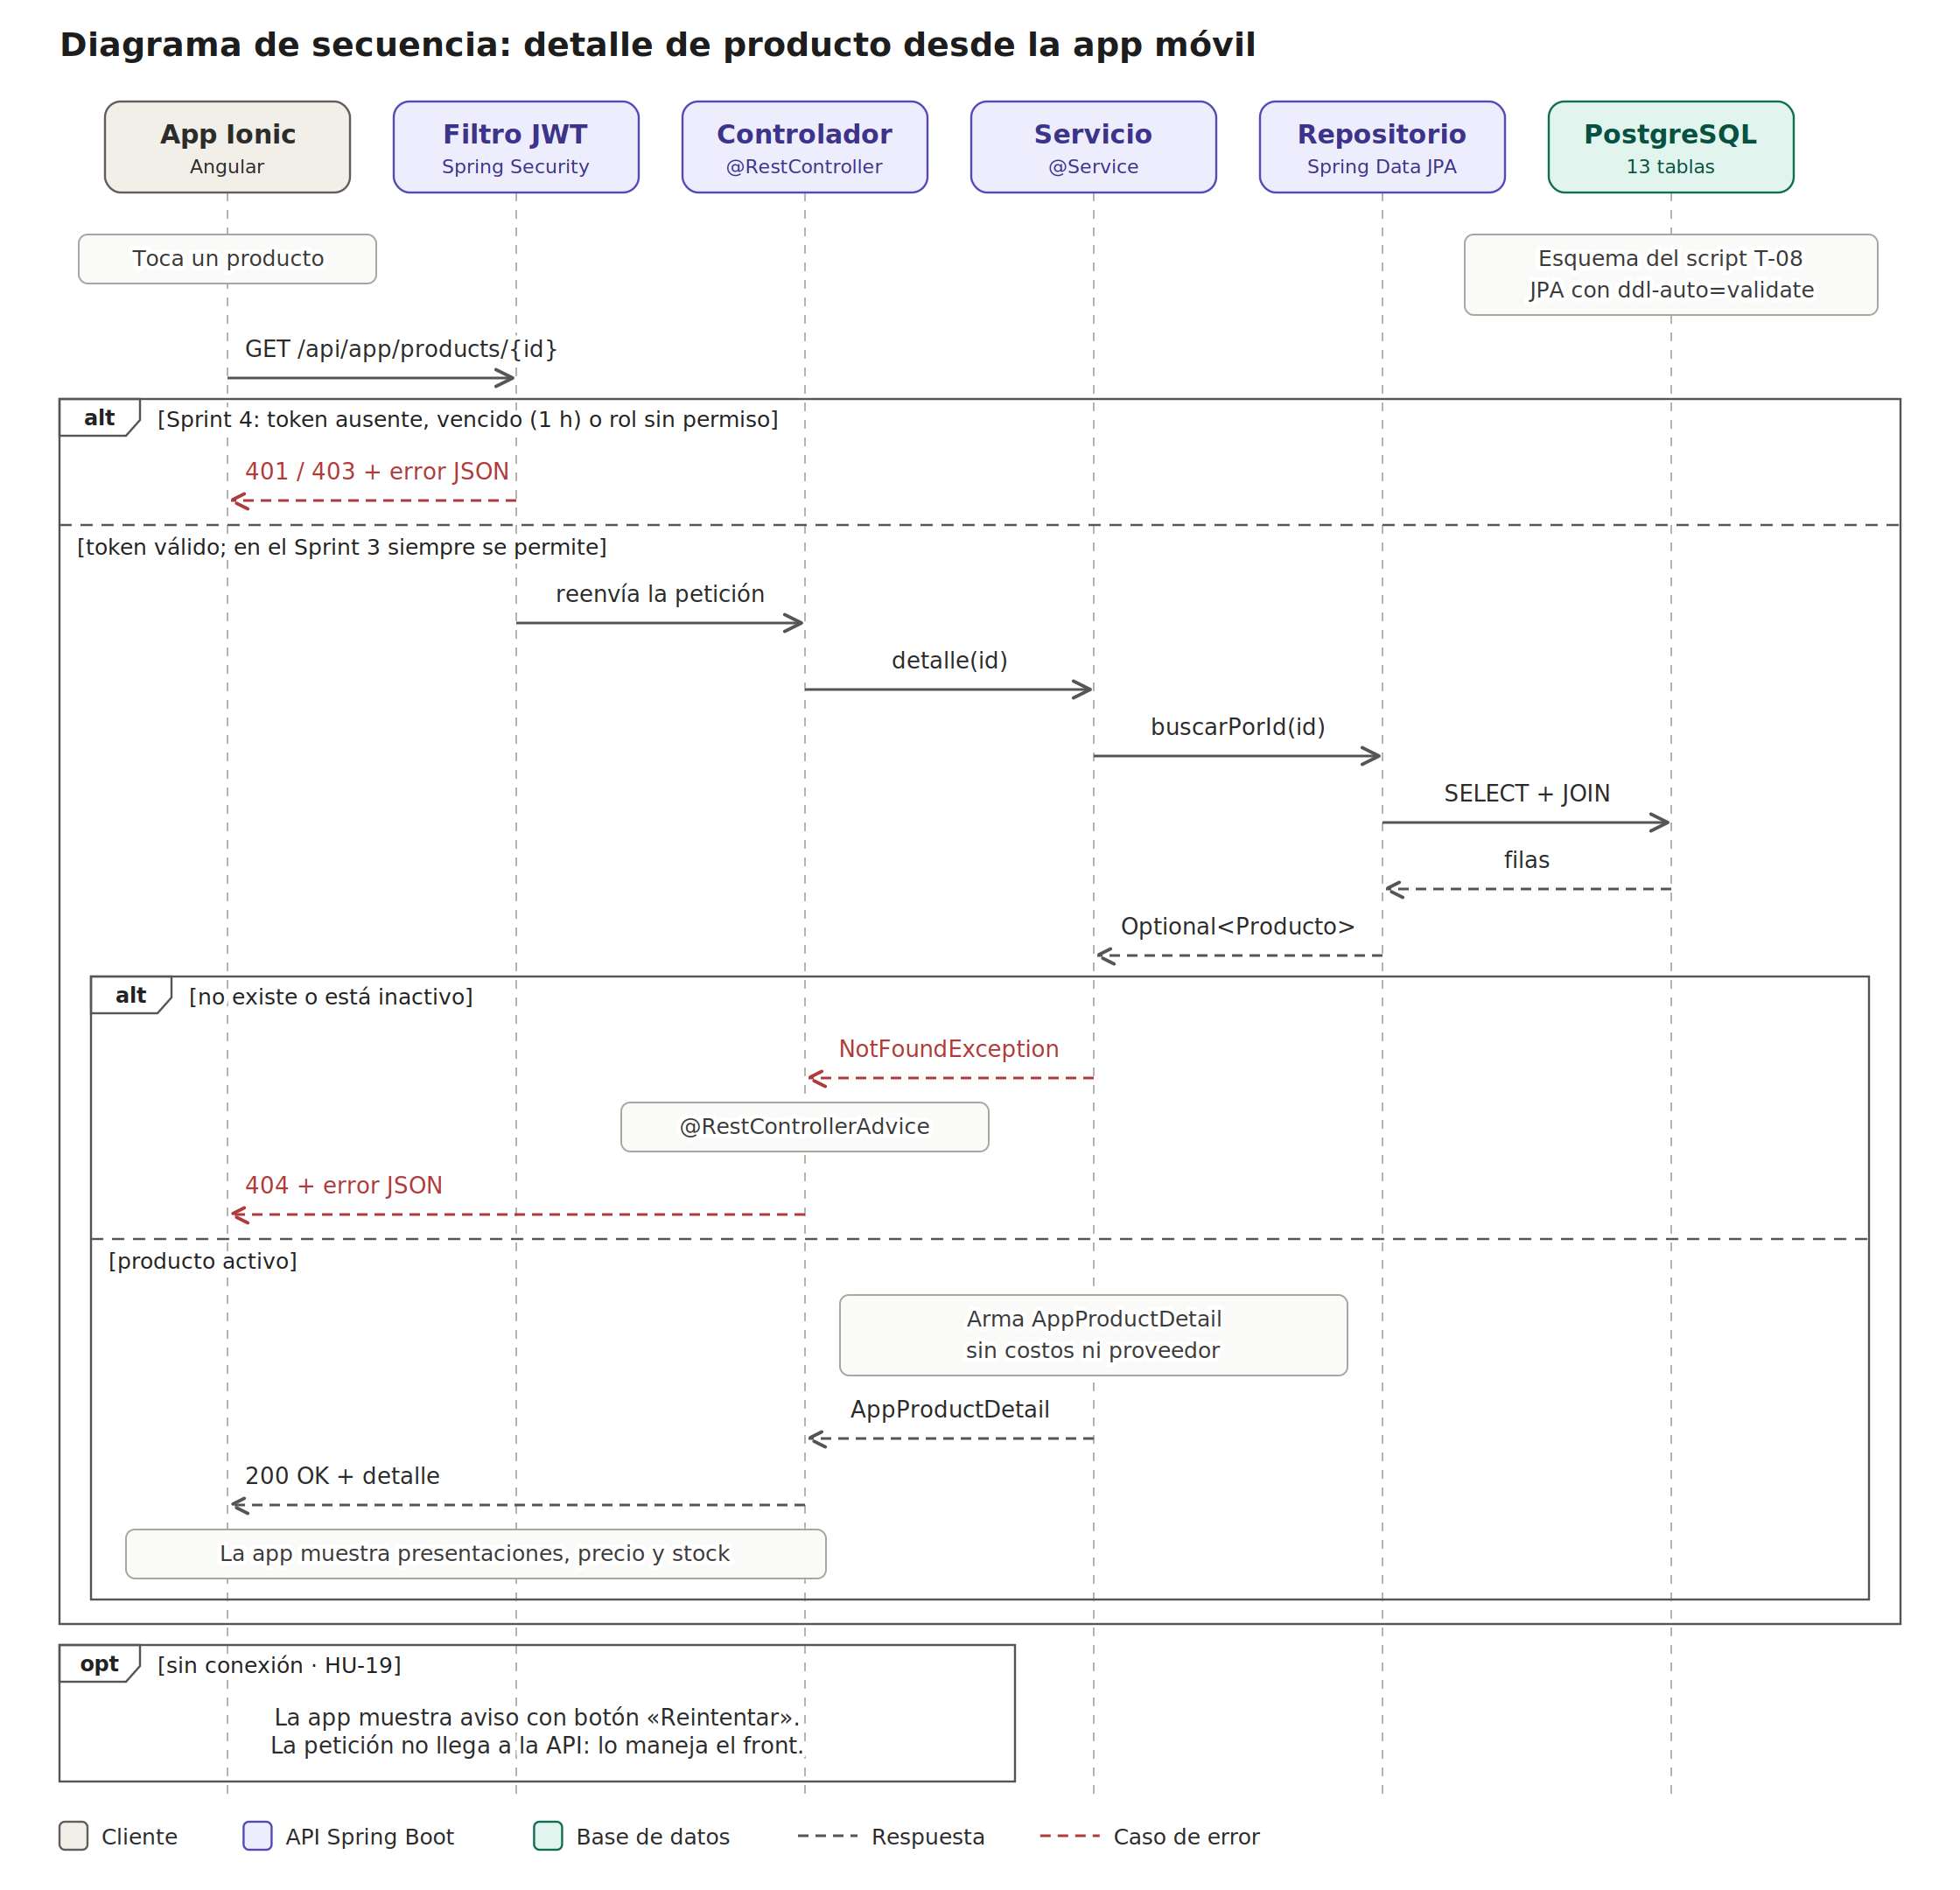 Diagrama de secuencia: detalle de producto desde la app móvil
App Ionic
Angular
Filtro JWT
Spring Security
Controlador
@RestController
Servicio
@Service
Repositorio
Spring Data JPA
PostgreSQL
13 tablas
Toca un producto
Esquema del script T-08
JPA con ddl-auto=validate
GET /api/app/products/{id}
alt
[Sprint 4: token ausente, vencido (1 h) o rol sin permiso]
401 / 403 + error JSON
[token válido; en el Sprint 3 siempre se permite]
reenvía la petición
detalle(id)
buscarPorId(id)
SELECT + JOIN
filas
Optional<Producto>
alt
[no existe o está inactivo]
NotFoundException
@RestControllerAdvice
404 + error JSON
[producto activo]
Arma AppProductDetail
sin costos ni proveedor
AppProductDetail
200 OK + detalle
La app muestra presentaciones, precio y stock
opt
[sin conexión · HU-19]
La app muestra aviso con botón «Reintentar».
La petición no llega a la API: lo maneja el front.
Cliente
API Spring Boot
Base de datos
Respuesta
Caso de error